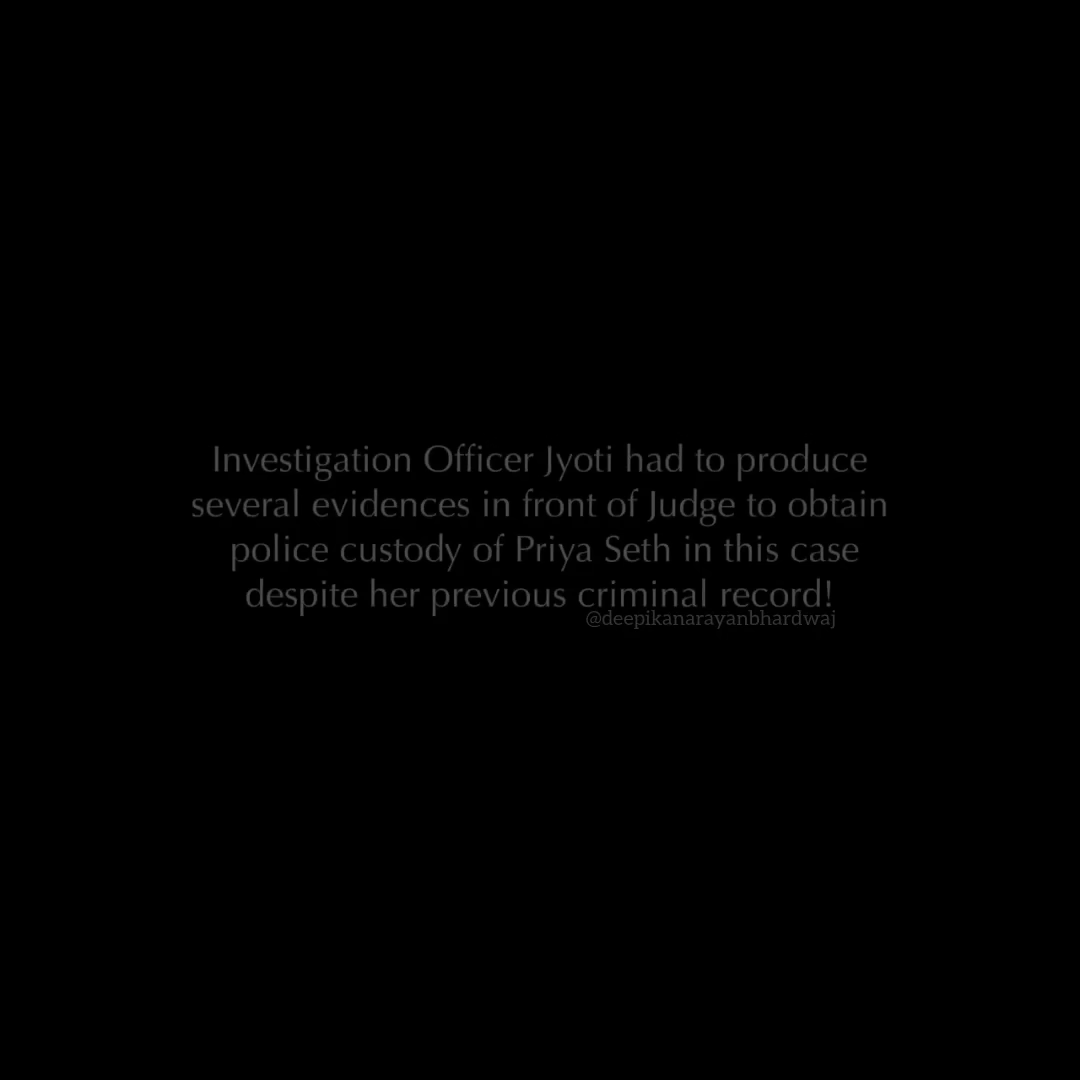 Investigation Officer Jyoti had to produce
several evidences in front of Judge to obtain
police custody of Priya Seth in this case
despite her previous criminal record!
@deepikanarayanbhardwaj